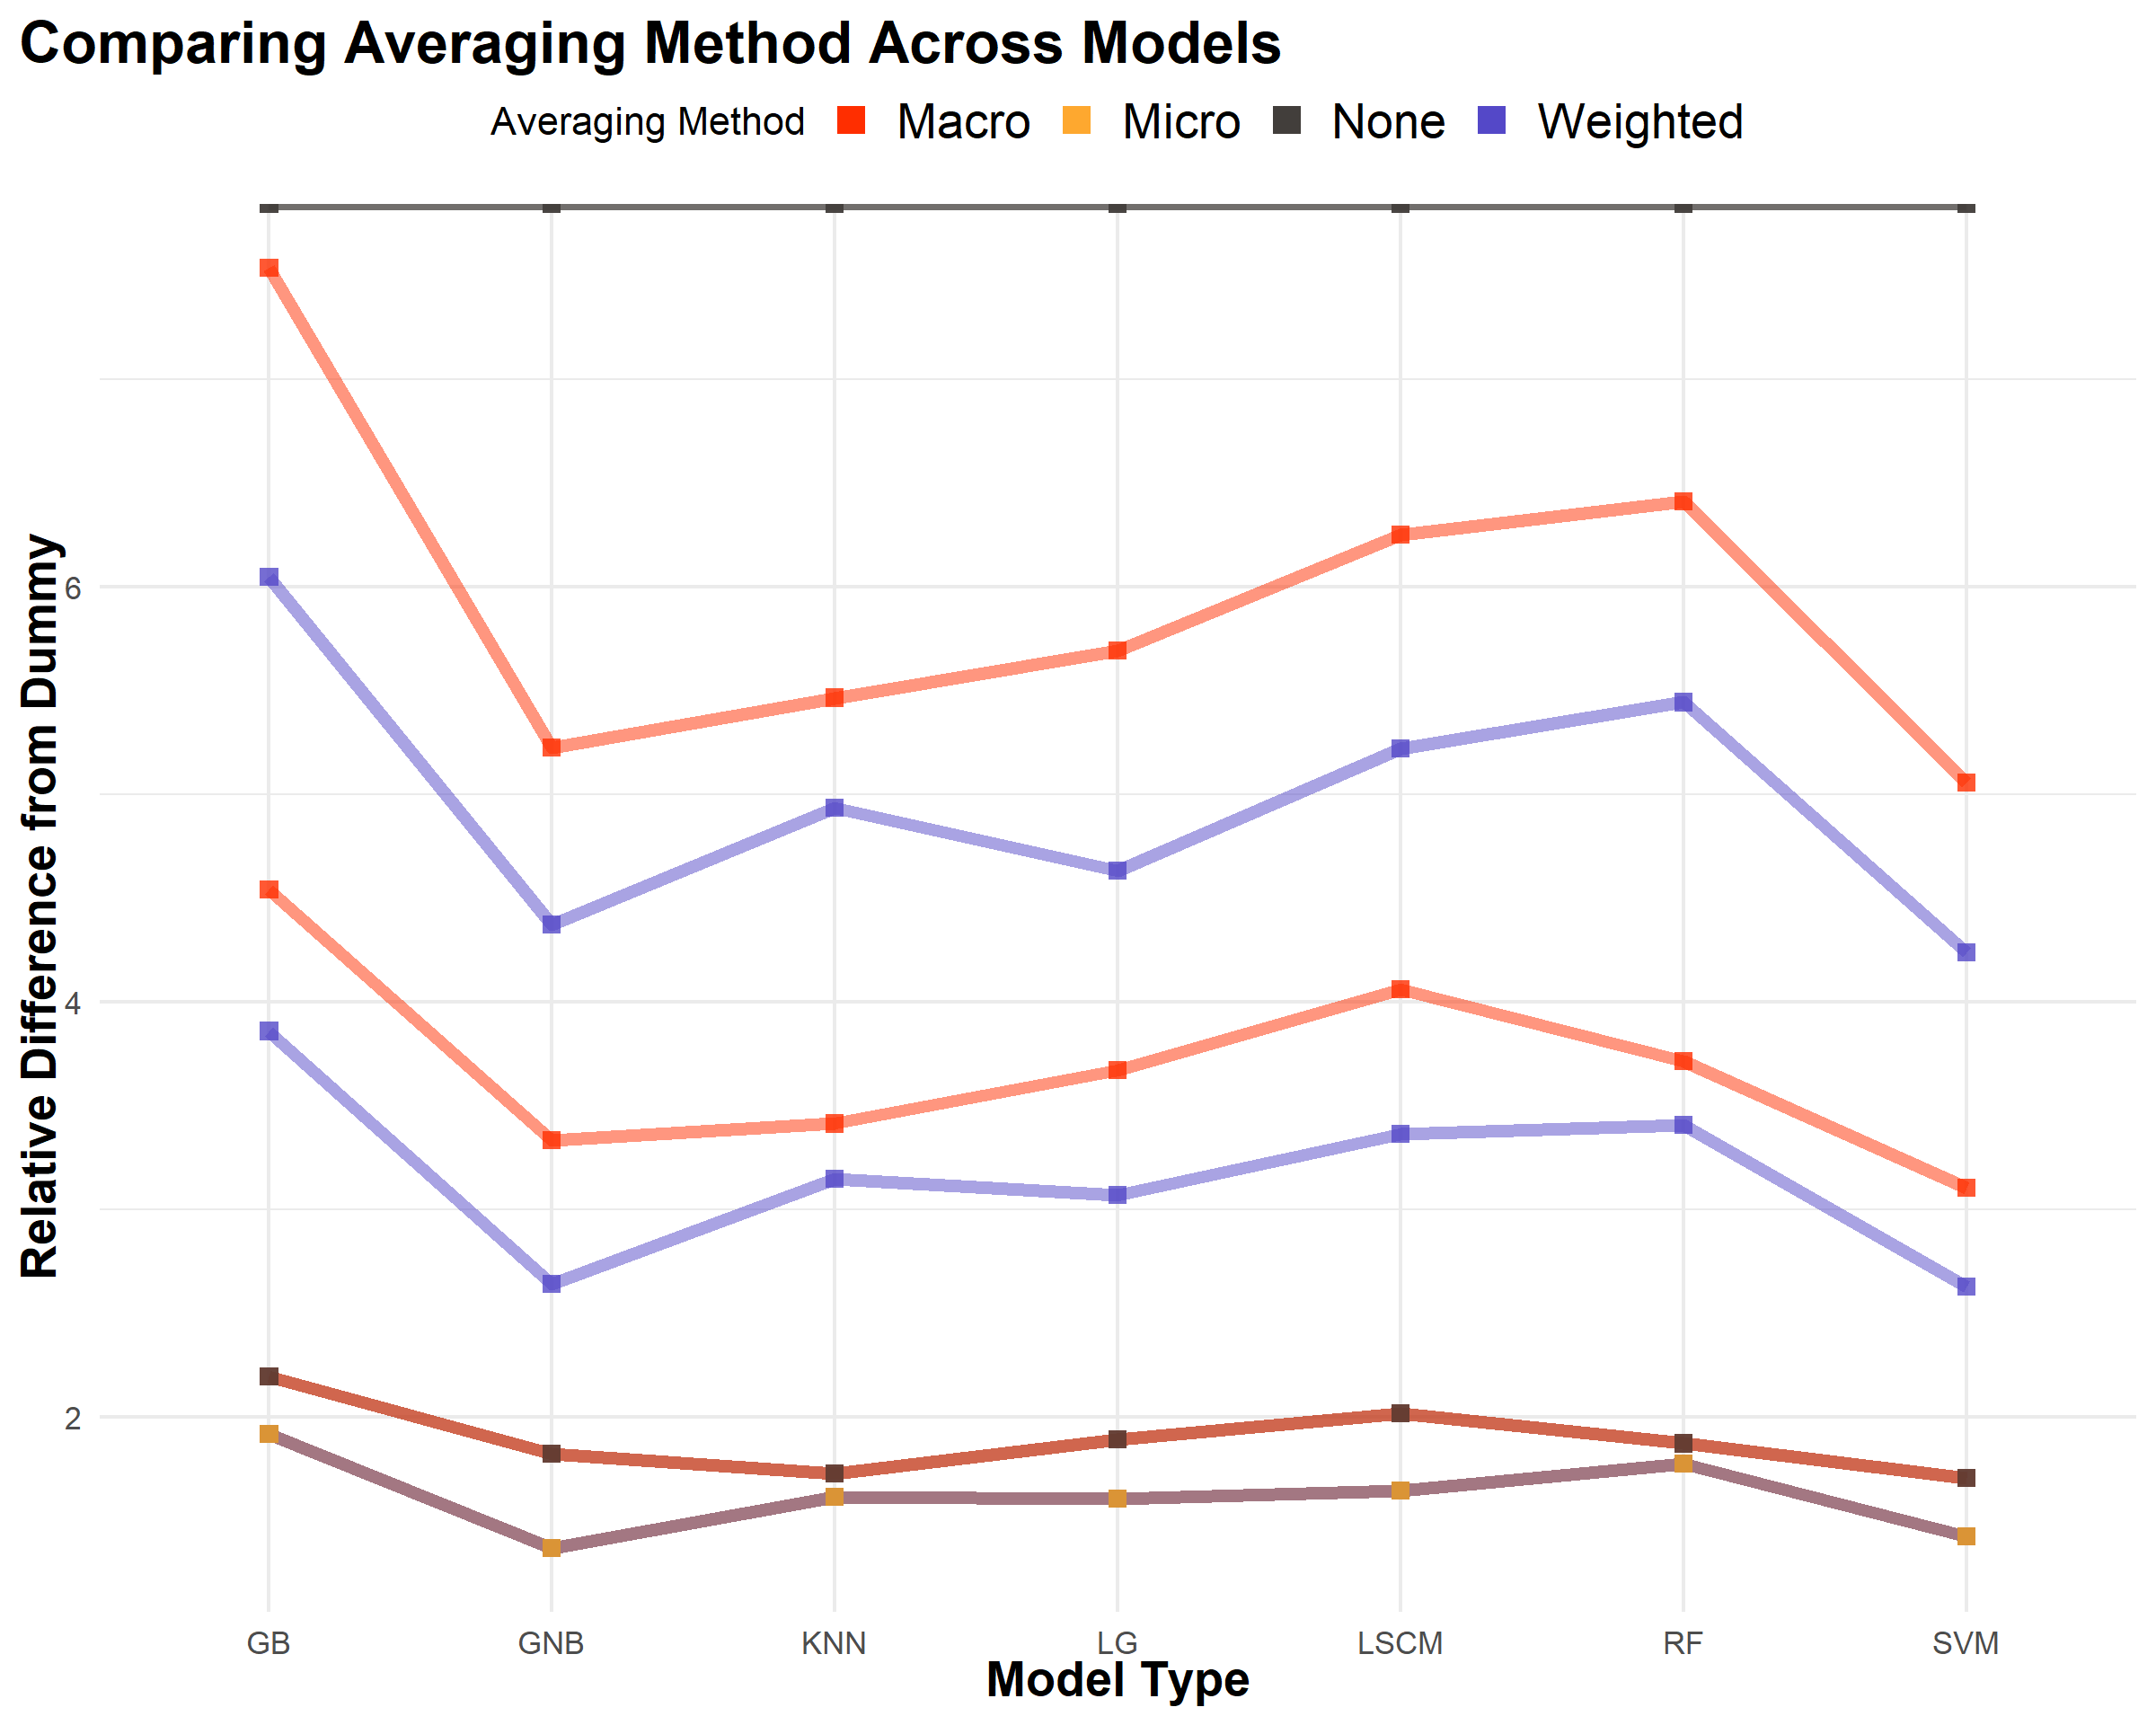 Comparing Averaging Method Across Models
Averaging Method Macro Micro None Weighted
Relative Difference from Dummy
6
4
2
GB GNB KNN LG LSCM RF SVM
Model Type